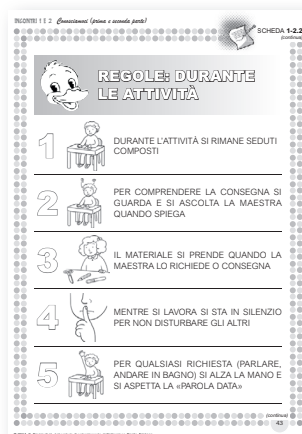 INCONTRI 1 E 2 Conosciamoci (prima e seconda parte)
SCHEDA 1-2.2
(continua)
REGOLE: DURANTE
LE ATTIVITÀ
1
DURANTE L'ATTIVITÀ SI RIMANE SEDUTI
COMPOSTI
2
PER COMPRENDERE LA CONSEGNA SI
GUARDA E SI ASCOLTA LA MAESTRA
QUANDO SPIEGA
3
IL MATERIALE SI PRENDE QUANDO LA
MAESTRA LO RICHIEDE O CONSEGNA
4
MENTRE SI LAVORA SI STA IN SILENZIO
PER NON DISTURBARE GLI ALTRI
5
PER QUALSIASI RICHIESTA (PARLARE,
ANDARE IN BAGNO) SI ALZA LA MANO E
SI ASPETTA LA «PAROLA DATA»
(continua)
43